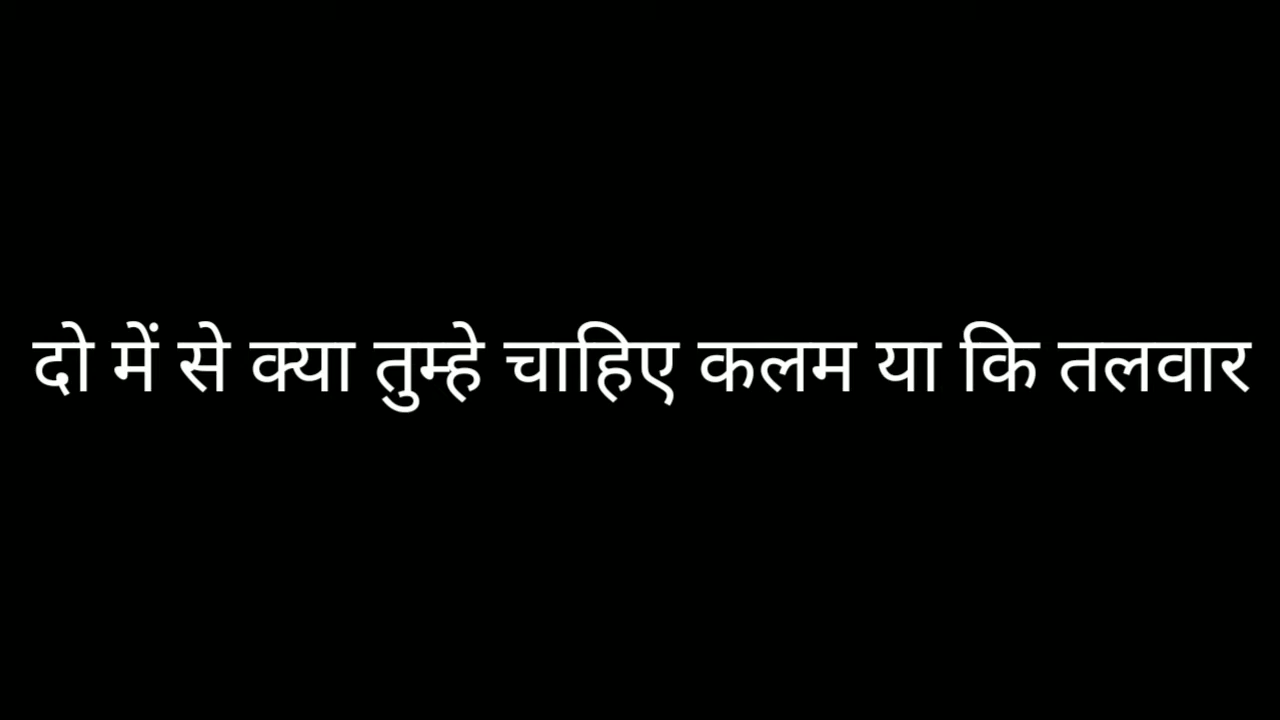 दो में से क्या तुम्हे चाहिए कलम या कि तलवार